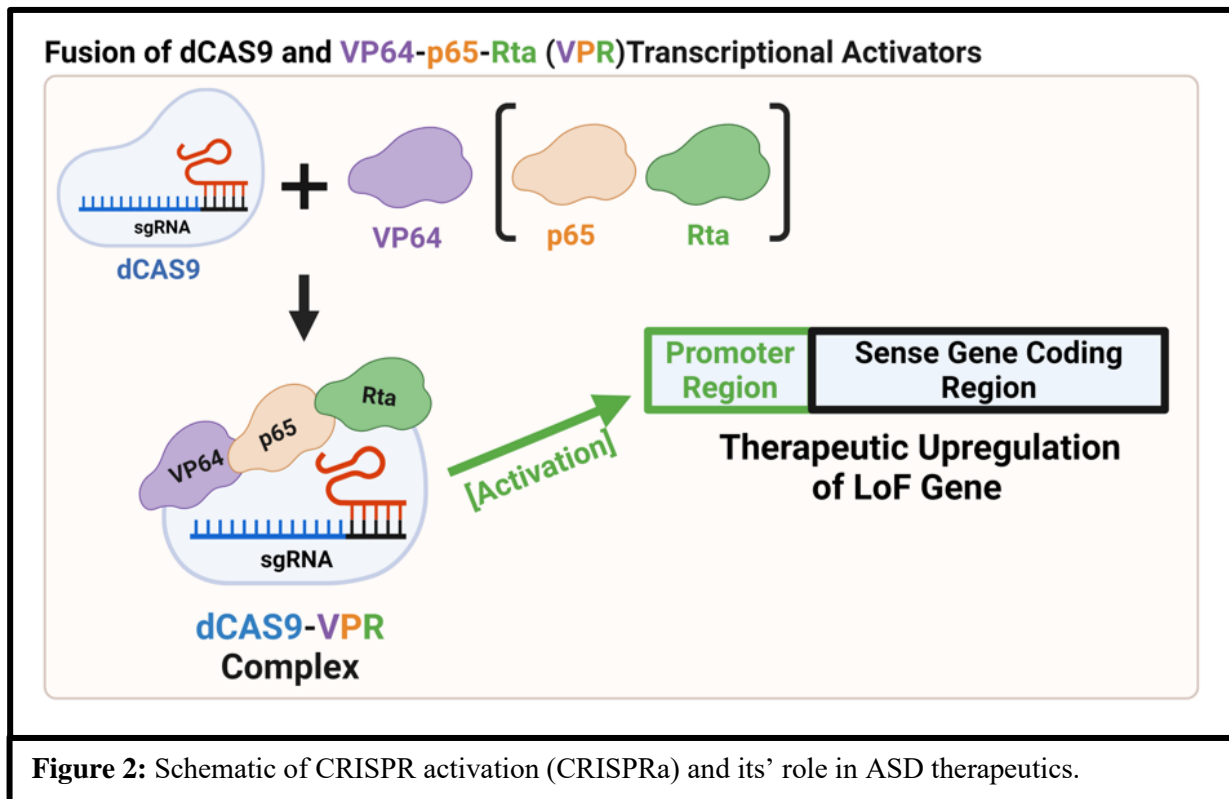 Fusion of dCAS9 and VP64-p65-Rta (VPR)Transcriptional Activators
sgRNA
dCAS9
+
VP64
[
p65
Rta
]
VP64
p65
Rta
sgRNA
dCAS9-VPR
Complex
[Activation]
Promoter
Region
Sense Gene Coding
Region
Therapeutic Upregulation
of LoF Gene
Figure 2: Schematic of CRISPR activation (CRISPRa) and its’ role in ASD therapeutics.